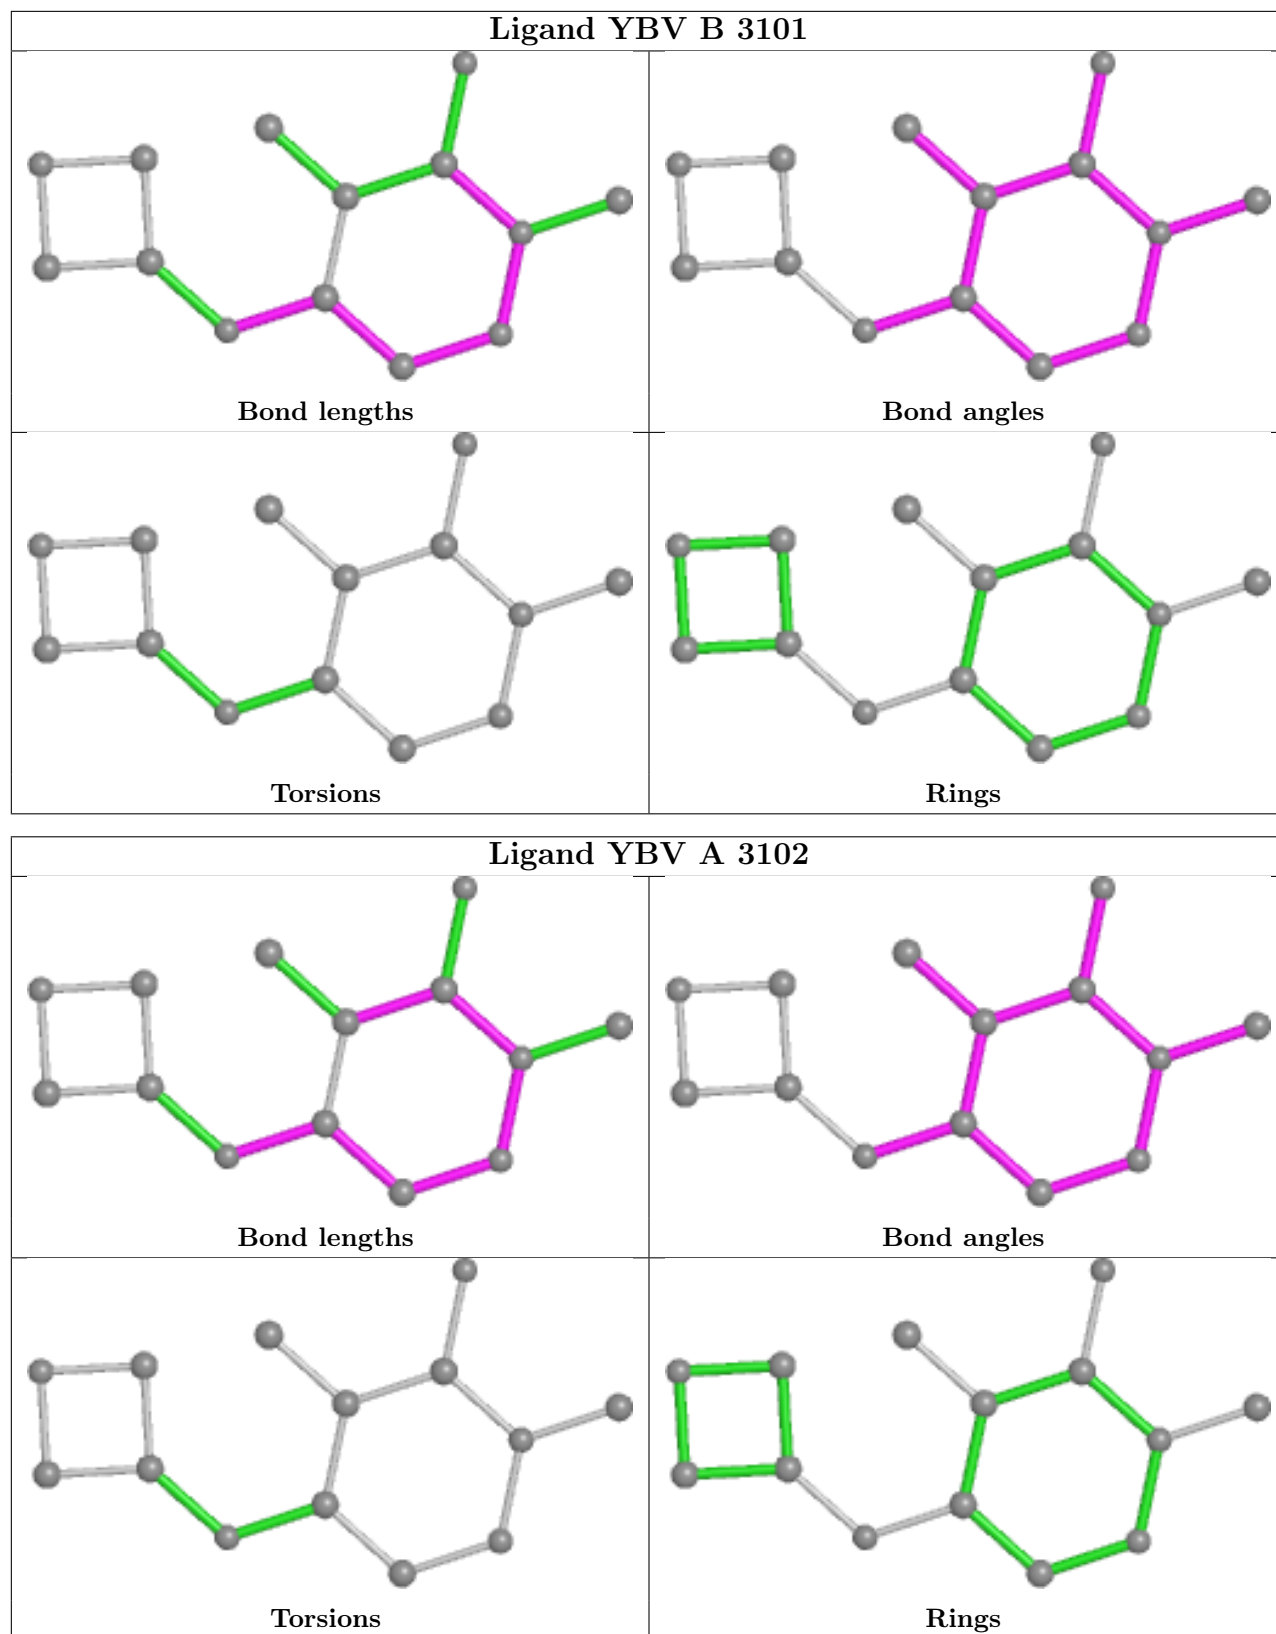 Ligand YBV B 3101
Bond lengths
Bond angles
Torsions
Rings
Ligand YBV A 3102
Bond lengths
Bond angles
Torsions
Rings